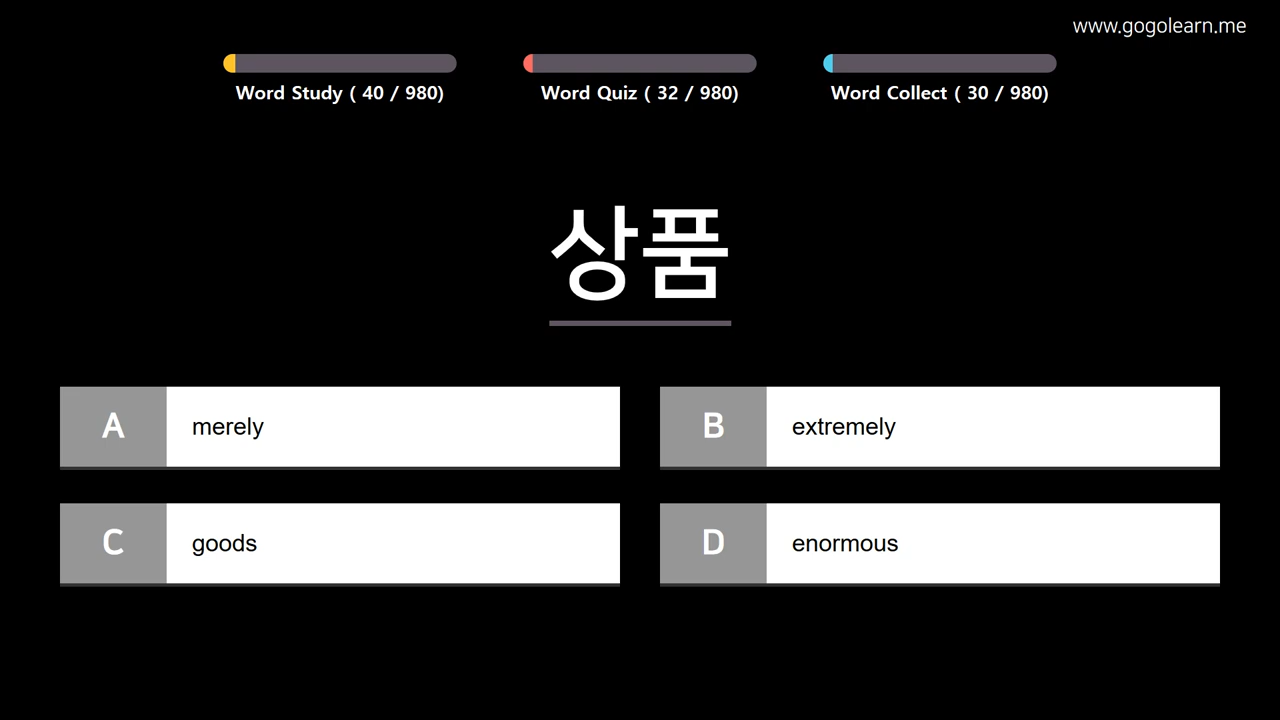 www.gogolearn.me
Word Study ( 40 / 980)
Word Quiz ( 32 / 980)
Word Collect ( 30 / 980)
상품
A merely
B extremely
C goods
D enormous